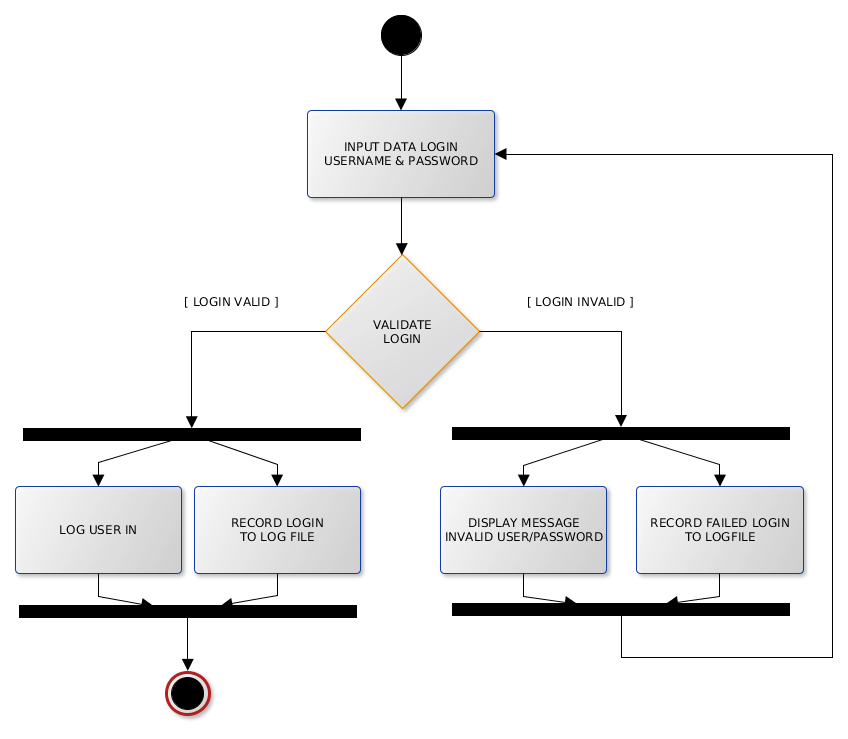 INPUT DATA LOGIN
USERNAME & PASSWORD
[ LOGIN VALID ]
[ LOGIN INVALID ]
VALIDATE
LOGIN
LOG USER IN
RECORD LOGIN
TO LOG FILE
DISPLAY MESSAGE
INVALID USER/PASSWORD
RECORD FAILED LOGIN
TO LOGFILE